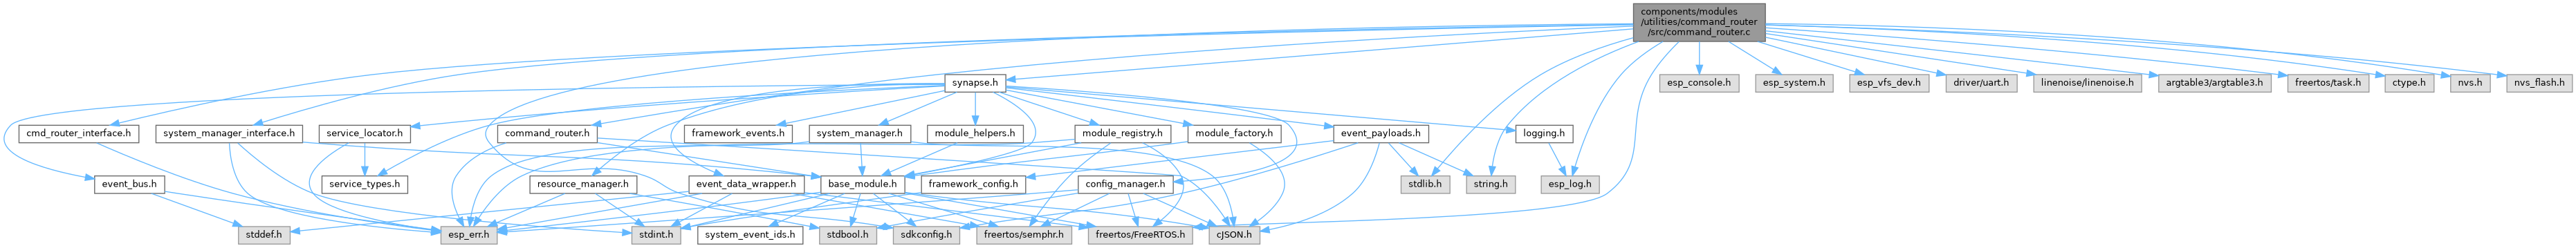 components/modules
/utilities/command_router
/src/command_router.c
synapse.h
esp_console.h
esp_system.h
esp_vfs_dev.h
driver/uart.h
linenoise/linenoise.h
argtable3/argtable3.h
freertos/task.h
ctype.h
nvs.h
nvs_flash.h
cmd_router_interface.h
system_manager_interface.h
service_locator.h
command_router.h
framework_events.h
system_manager.h
module_helpers.h
module_registry.h
module_factory.h
event_payloads.h
logging.h
event_bus.h
service_types.h
resource_manager.h
event_data_wrapper.h
base_module.h
framework_config.h
config_manager.h
stdlib.h
string.h
esp_log.h
stddef.h
esp_err.h
stdint.h
system_event_ids.h
stdbool.h
sdkconfig.h
freertos/semphr.h
freertos/FreeRTOS.h
cJSON.h